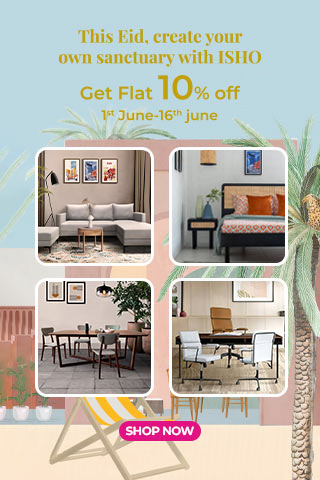 This Eid, create your
own sanctuary with ISHO
Get Flat 10% off
1st June-16th june
SHOP NOW